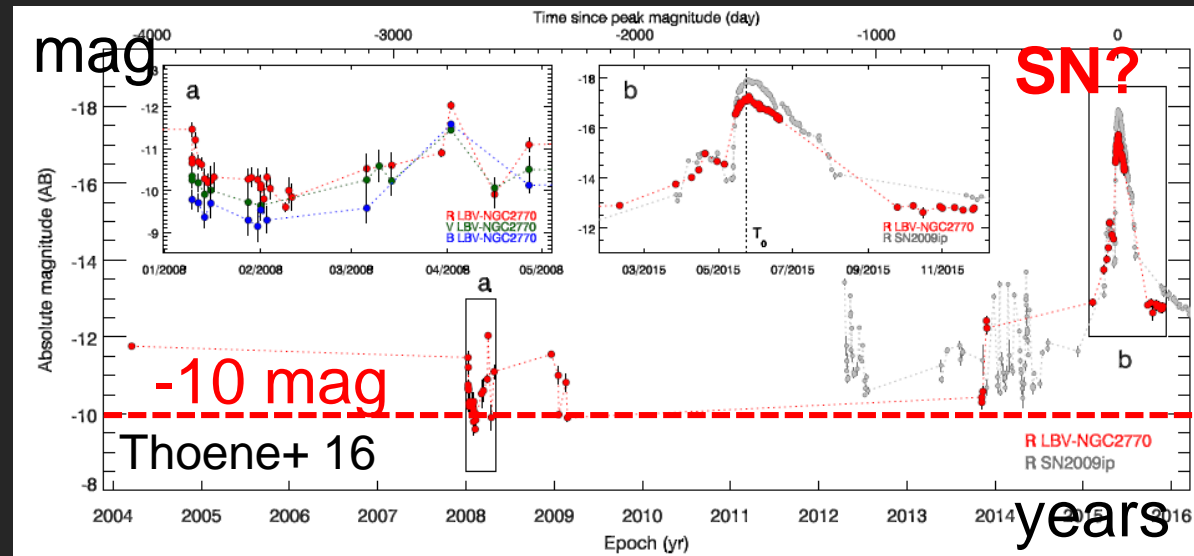 Time since peak magnitude (day)
-4000 -3000 -2000 -1000 0
mag
SN?
a
-12
-11
-10
-9
R LBV-NGC2770
V LBV-NGC2770
B LBV-NGC2770
01/2008 02/2008 03/2008 04/2008 05/2008
b
-18
-16
-14
-12
T0
R LBV-NGC2770
R SN2009ip
03/2015 05/2015 07/2015 09/2015 11/2015
Absolute magnitude (AB)
-18
-16
-14
-12
-10
-8
a
b
-10 mag
Thoene+ 16
R LBV-NGC2770
R SN2009ip
2004 2005 2006 2007 2008 2009 2010 2011 2012 2013 2014 2015 2016
years
Epoch (yr)